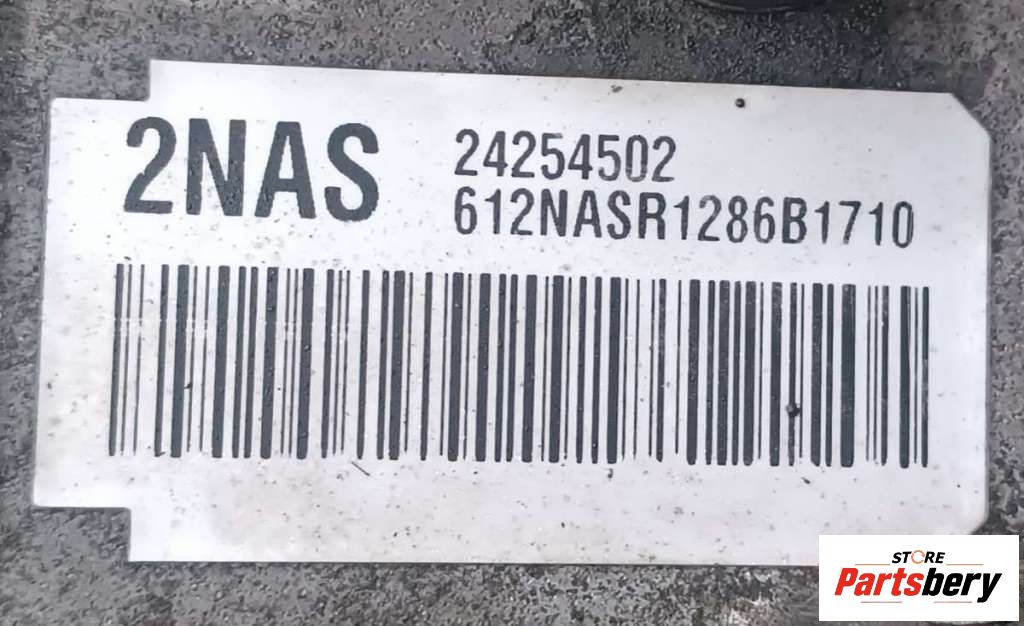 2NAS
24254502
612NASR1286B1710
STORE
Partsbery